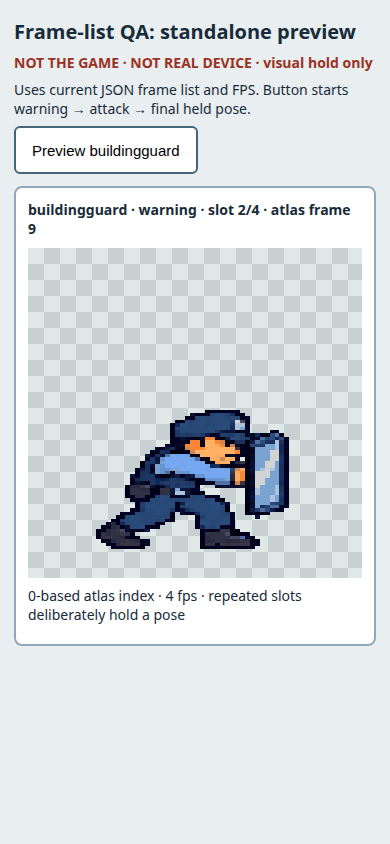 Frame-list QA: standalone preview
NOT THE GAME · NOT REAL DEVICE · visual hold only
Uses current JSON frame list and FPS. Button starts
warning → attack → final held pose.
Preview buildingguard
buildingguard · warning · slot 2/4 · atlas frame
9
0-based atlas index · 4 fps · repeated slots
deliberately hold a pose